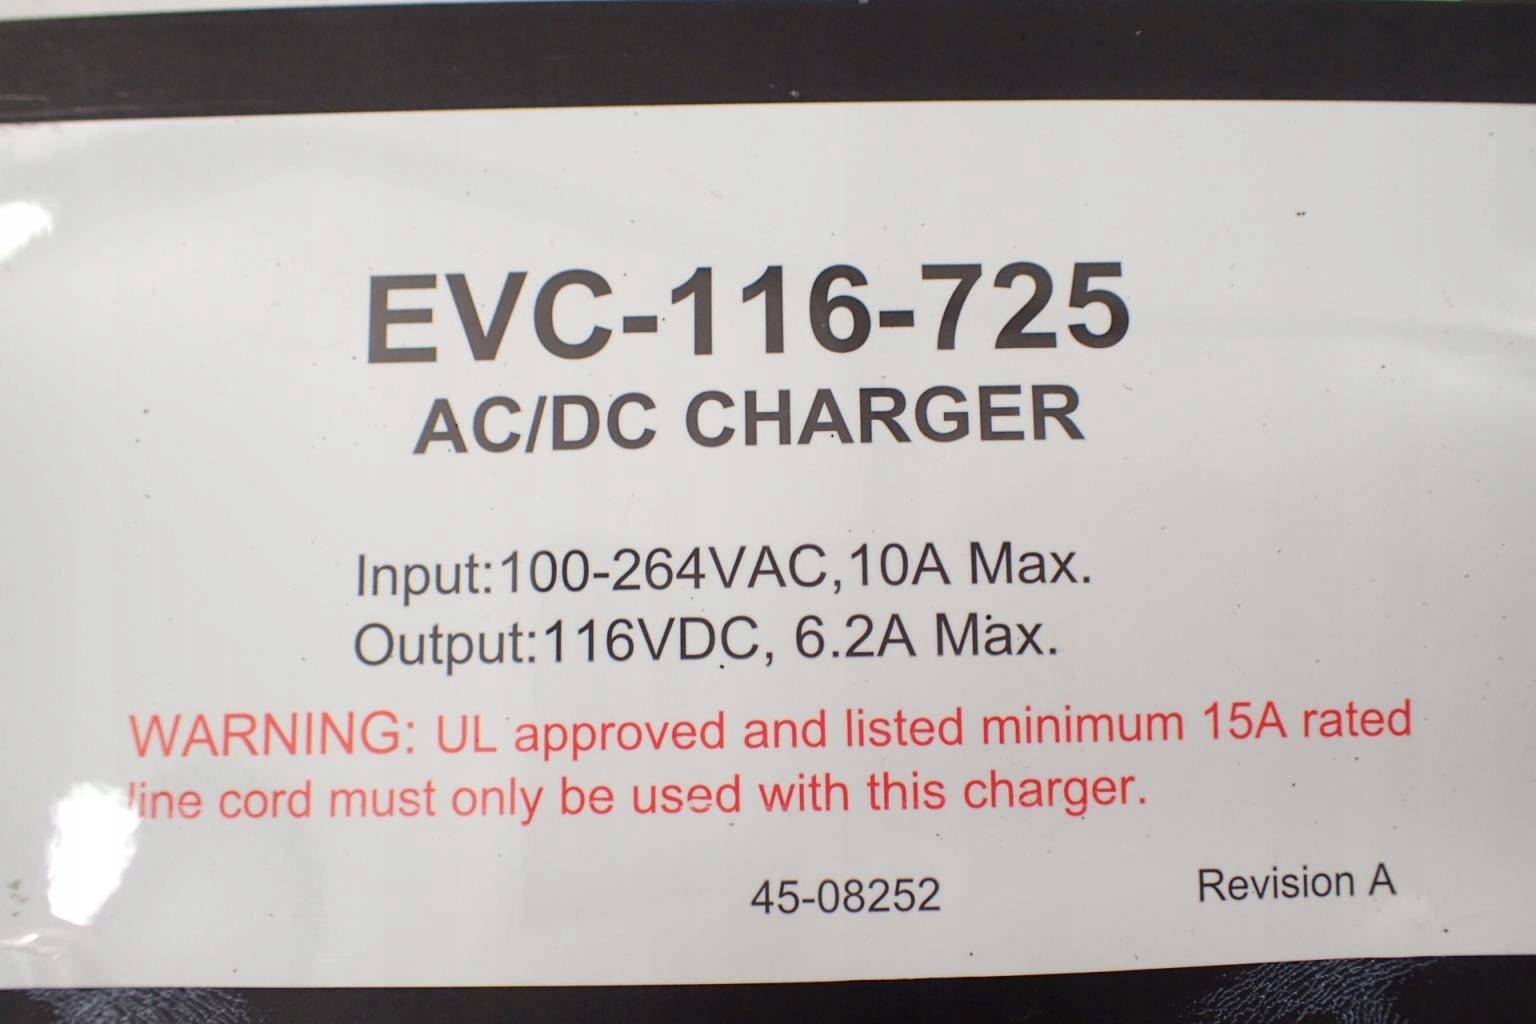 EVC-116-725
AC/DC CHARGER
Input:100-264VAC,10A Max.
Output:116VDC, 6.2A Max.
WARNING: UL approved and listed minimum 15A rated
line cord must only be used with this charger.
45-08252
Revision A